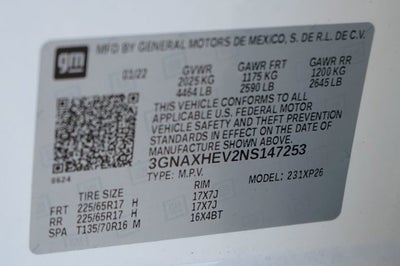 gm
MFD BY GENERAL MOTORS DE MEXICO, S. DE R.L. DE C.V.
03/22 GVWR GAWR FRT GAWR RR
2025 KG 1175 KG 1200 KG
4464 LB 2590 LB 2645 LB
THIS VEHICLE CONFORMS TO ALL
APPLICABLE U.S. FEDERAL MOTOR
VEHICLE SAFETY AND THEFT PREVENTION
STANDARDS IN EFFECT ON THE DATE OF
MANUFACTURE SHOWN ABOVE.
3GNAXHEV2NS147253
8624
TYPE: M.P.V. MODEL: 231XP26
TIRE SIZE RIM
FRT 225/65R17 H 17X7J
RR 225/65R17 H 17X7J
SPA T135/70R16 M 16X4BT